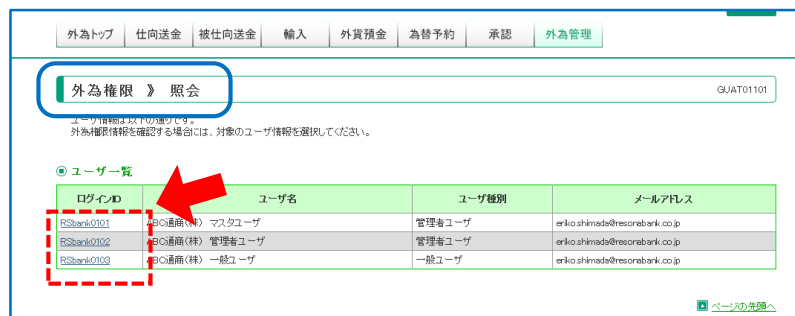 外為トップ 仕向送金 被仕向送金 輸入 外貨預金 為替予約 承認 外為管理
外為権限 》 照会 GUAT01101
ユーザ情報は以下の通りです。
外為権限情報を確認する場合には、対象のユーザ情報を選択してください。
ユーザ一覧
ログインID ユーザ名 ユーザ種別 メールアドレス
RSbank0101 ABC通商(株) マスタユーザ 管理者ユーザ eriko.shimada@resonabank.co.jp
RSbank0102 ABC通商(株) 管理者ユーザ 管理者ユーザ eriko.shimada@resonabank.co.jp
RSbank0103 ABC通商(株) 一般ユーザ 一般ユーザ eriko.shimada@resonabank.co.jp
ページの先頭へ